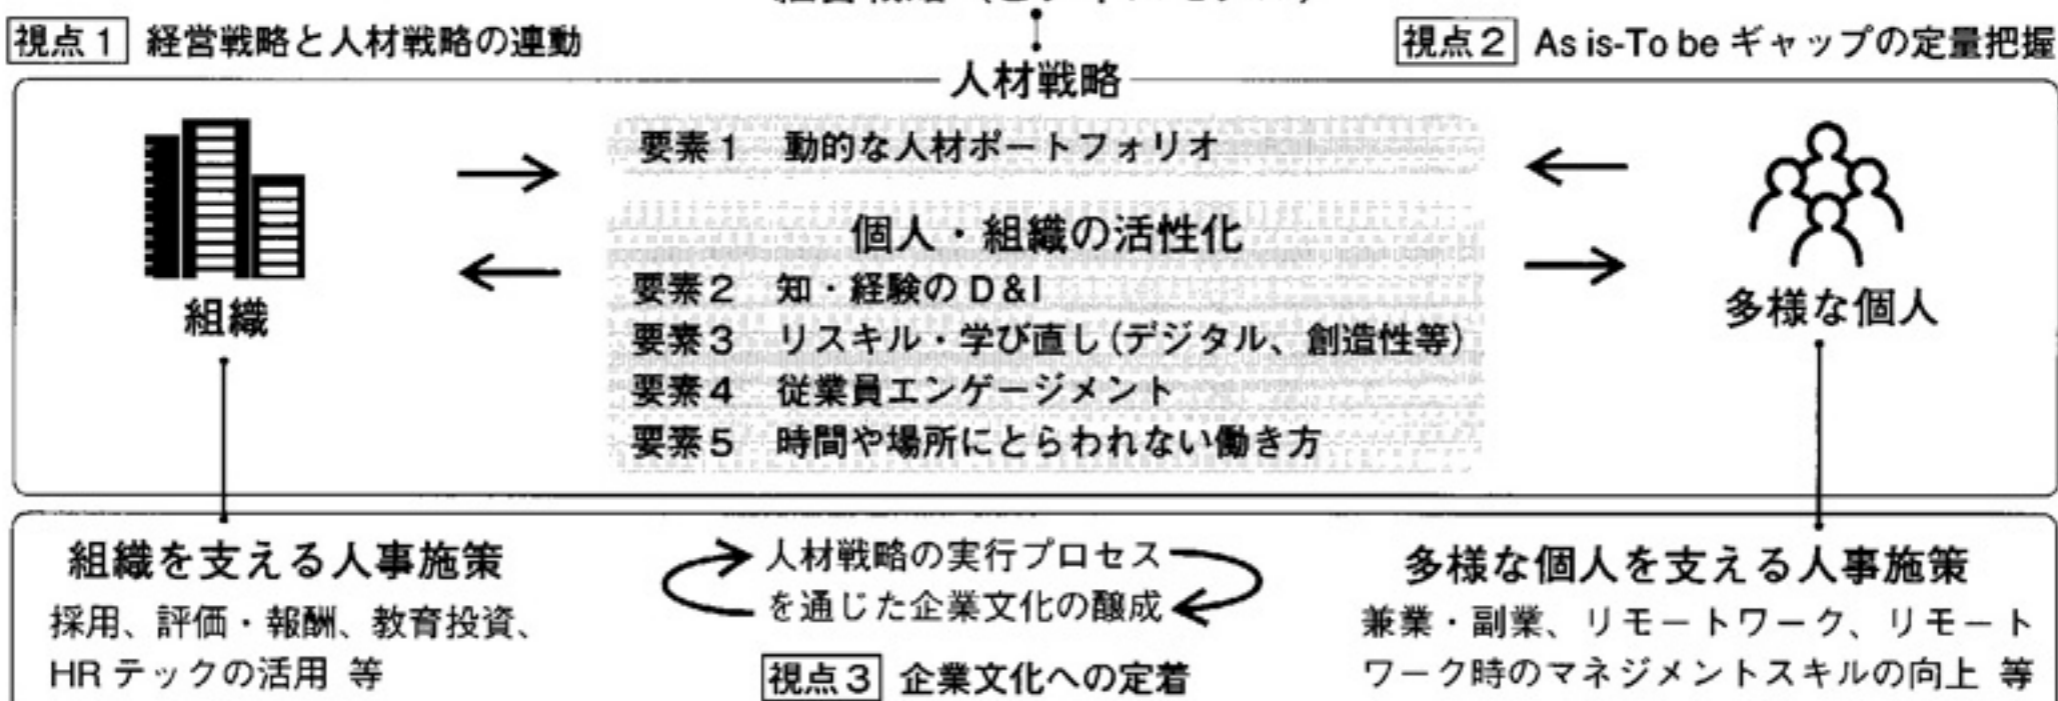 視点1 経営戦略と人材戦略の連動
視点2 As is-To be ギャップの定量把握
人材戦略
要素1 動的な人材ポートフォリオ
個人・組織の活性化
要素2 知・経験のD&I
要素3 リスキル・学び直し(デジタル、創造性等)
要素4 従業員エンゲージメント
要素5 時間や場所にとらわれない働き方
組織
多様な個人
組織を支える人事施策
採用、評価・報酬、教育投資、
HRテックの活用 等
人材戦略の実行プロセス
を通じた企業文化の醸成
視点3 企業文化への定着
多様な個人を支える人事施策
兼業・副業、リモートワーク、リモート
ワーク時のマネジメントスキルの向上 等